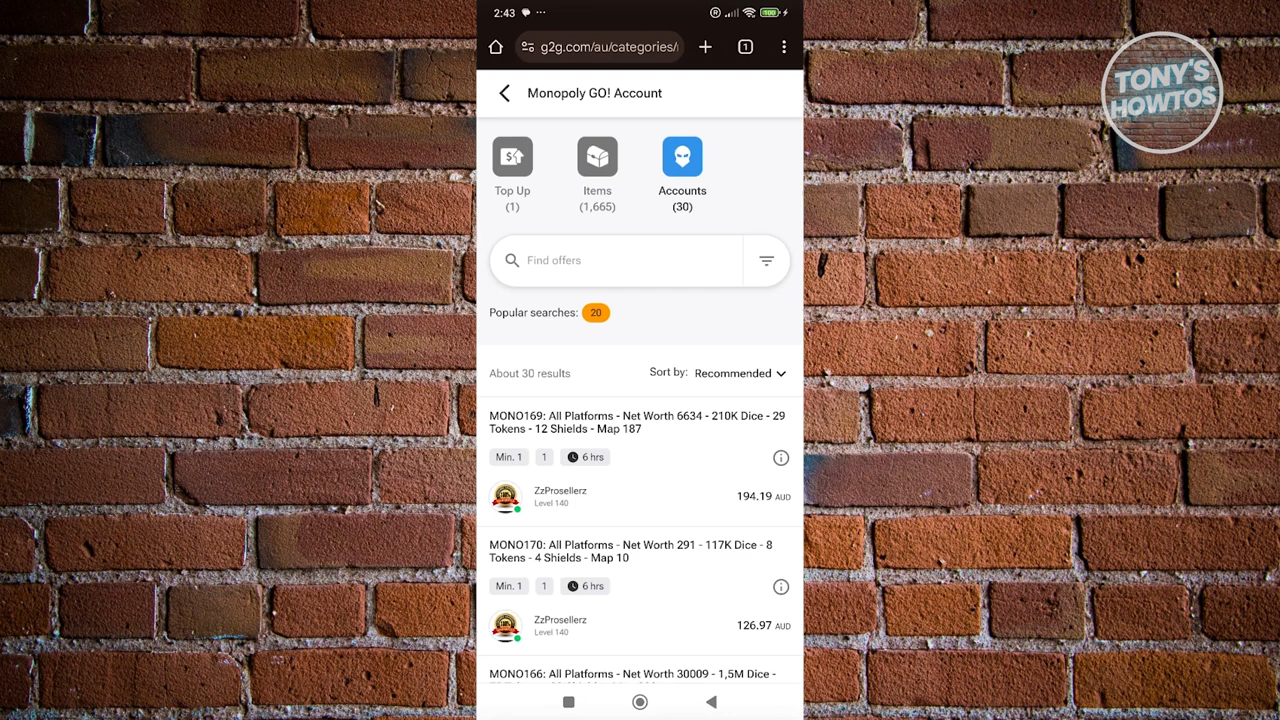 2:43
100
g2g.com/au/categories/
1
TONY'S
HOWTOS
Monopoly GO! Account
Top Up
(1)
Items
(1,665)
Accounts
(30)
Find offers
Popular searches: 20
About 30 results
Sort by: Recommended
MONO169: All Platforms - Net Worth 6634 - 210K Dice - 29
Tokens - 12 Shields - Map 187
Min. 1 1 6 hrs
ZzProsellerz
Level 140
194.19 AUD
MONO170: All Platforms - Net Worth 291 - 117K Dice - 8
Tokens - 4 Shields - Map 10
Min. 1 1 6 hrs
ZzProsellerz
Level 140
126.97 AUD
MONO166: All Platforms - Net Worth 30009 - 1,5M Dice -